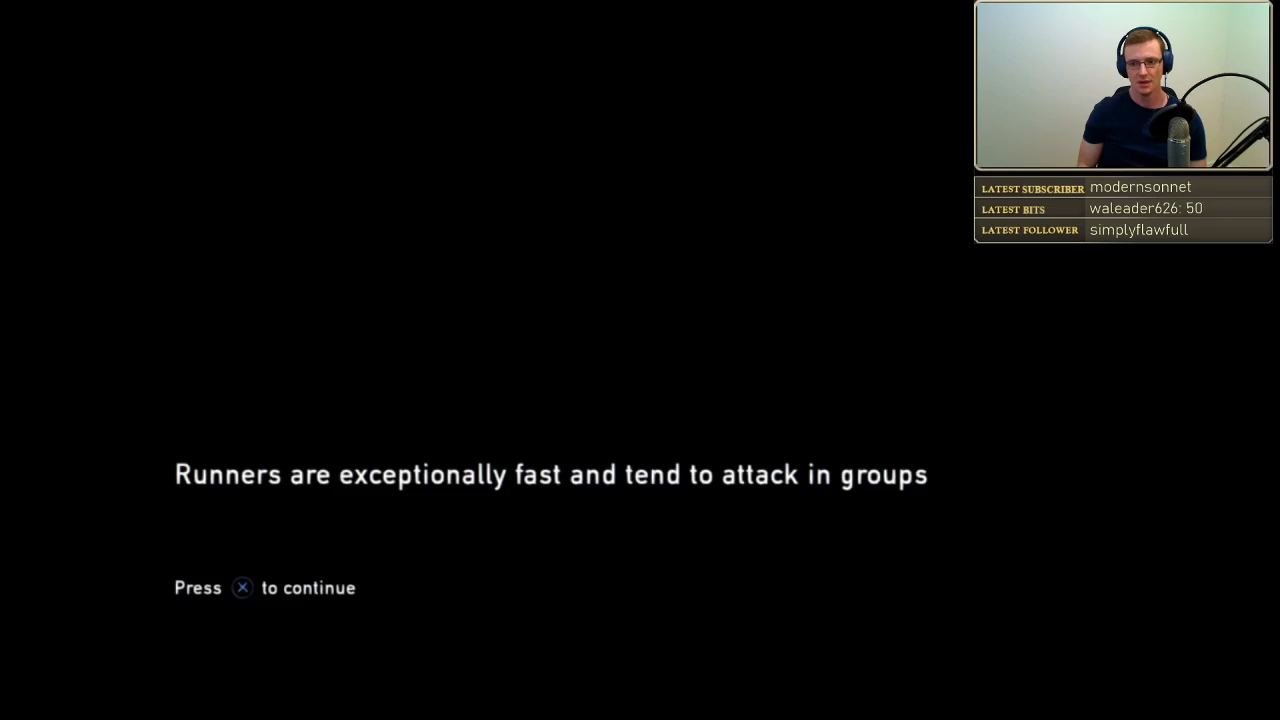 LATEST SUBSCRIBER modernsonnet
LATEST BITS waleader626: 50
LATEST FOLLOWER simplyflawfull
Runners are exceptionally fast and tend to attack in groups
Press ⓧ to continue